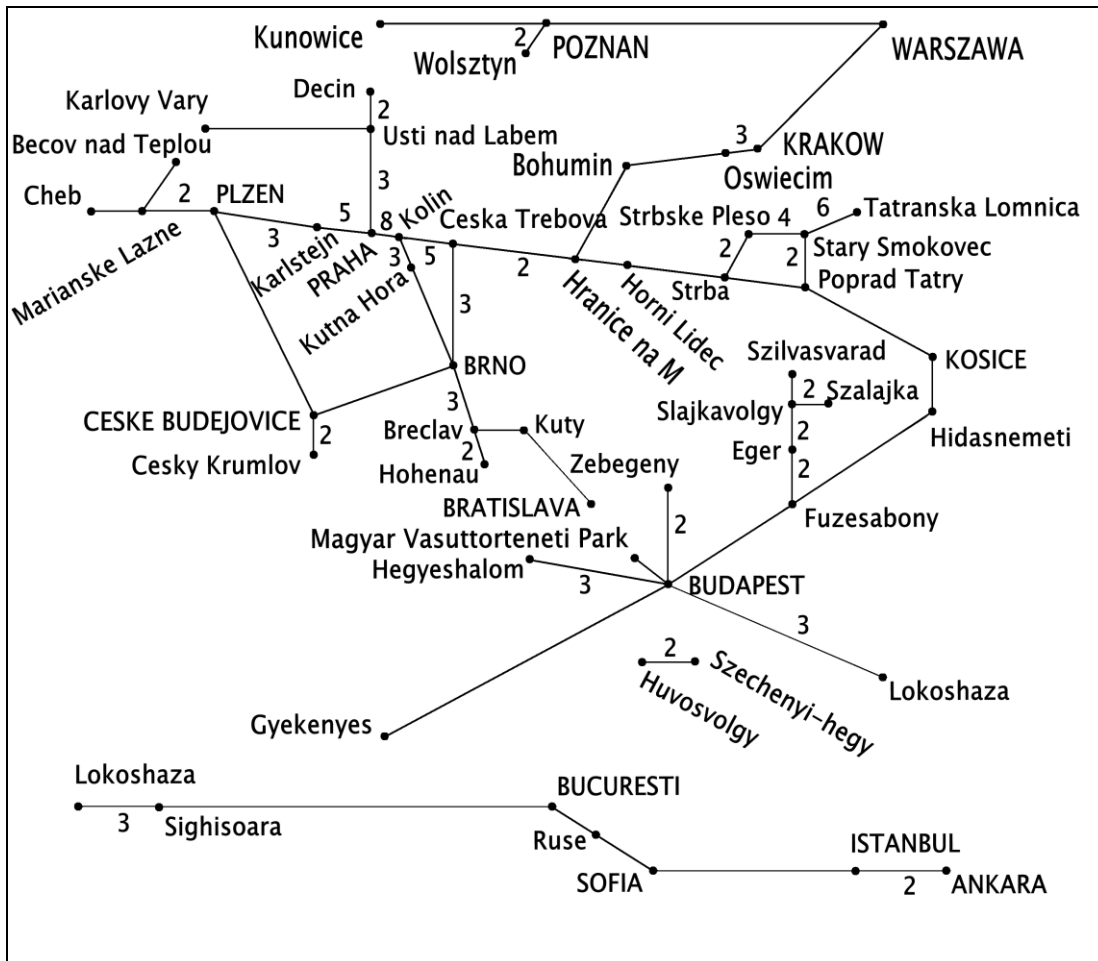 Kunowice
2
POZNAN
WARSZAWA
Wolsztyn
Decin
Karlovy Vary
2
Usti nad Labem
3
KRAKOW
Becov nad Teplou
Bohumin
Oswiecim
Cheb
2
PLZEN
3
Kolin
Ceska Trebova
Strbske Pleso
4
6
Tatranska Lomnica
Marianske Lazne
3
5
8
Karlstejn
PRAHA
3
5
2
2
2
Stary Smokovec
Kutna Hora
Hranice na M
Horni Lidec
Strba
Poprad Tatry
3
BRNO
Szilvasvarad
KOSICE
CESKE BUDEJOVICE
3
2
Szalajka
Slajkavolgy
2
Breclav
Kuty
2
Hidasnemeti
Cesky Krumlov
2
Hohenau
Zebegeny
Eger
2
BRATISLAVA
2
Fuzesabony
Magyar Vasuttorteneti Park
Hegyeshalom
3
BUDAPEST
3
2
Szechenyi-hegy
Huvosvolgy
Lokoshaza
Gyekenyes
Lokoshaza
BUCURESTI
3
Sighisoara
Ruse
ISTANBUL
SOFIA
2
ANKARA